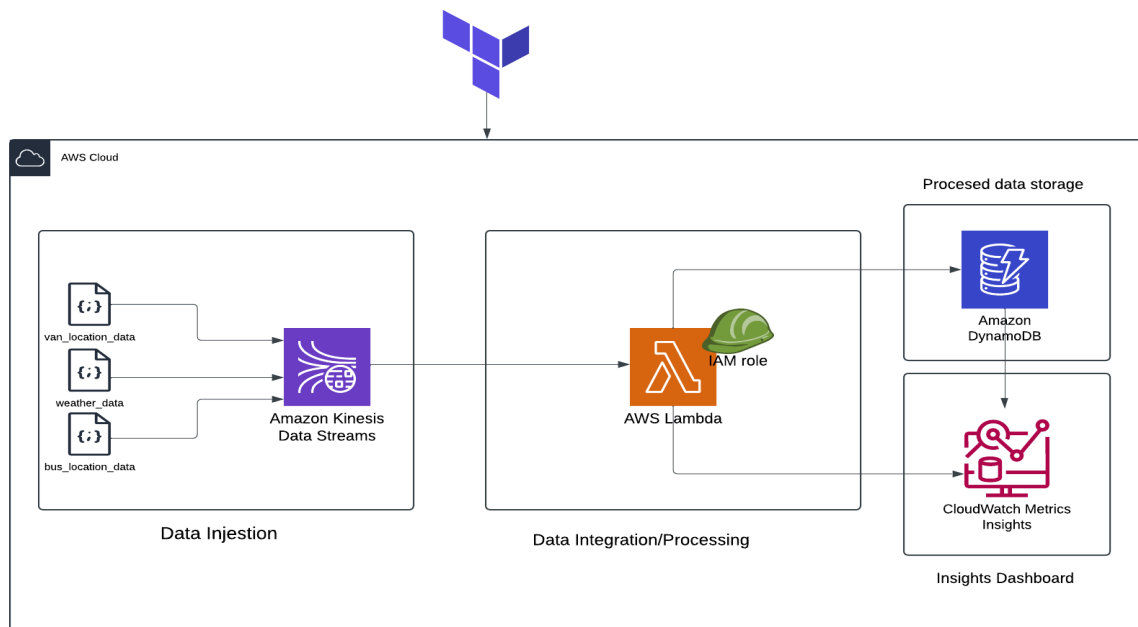 AWS Cloud
Procesed data storage
van_location_data
weather_data
bus_location_data
Amazon Kinesis
Data Streams
Data Injestion
IAM role
AWS Lambda
Data Integration/Processing
Amazon
DynamoDB
CloudWatch Metrics
Insights
Insights Dashboard